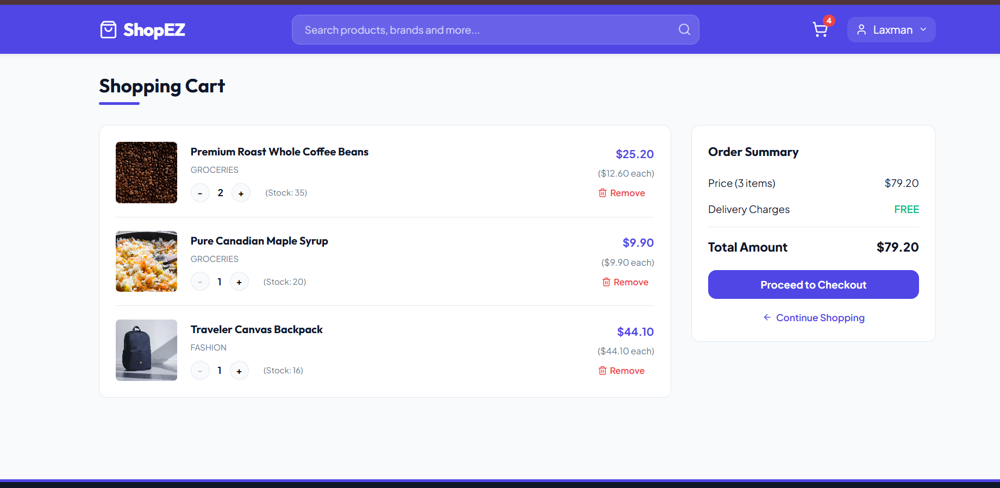 ShopEZ
Search products, brands and more...
4
Laxman
Shopping Cart
Premium Roast Whole Coffee Beans
GROCERIES
- 2 + (Stock: 35)
$25.20
($12.60 each)
Remove
Pure Canadian Maple Syrup
GROCERIES
- 1 + (Stock: 20)
$9.90
($9.90 each)
Remove
Traveler Canvas Backpack
FASHION
- 1 + (Stock: 16)
$44.10
($44.10 each)
Remove
Order Summary
Price (3 items) $79.20
Delivery Charges FREE
Total Amount $79.20
Proceed to Checkout
← Continue Shopping